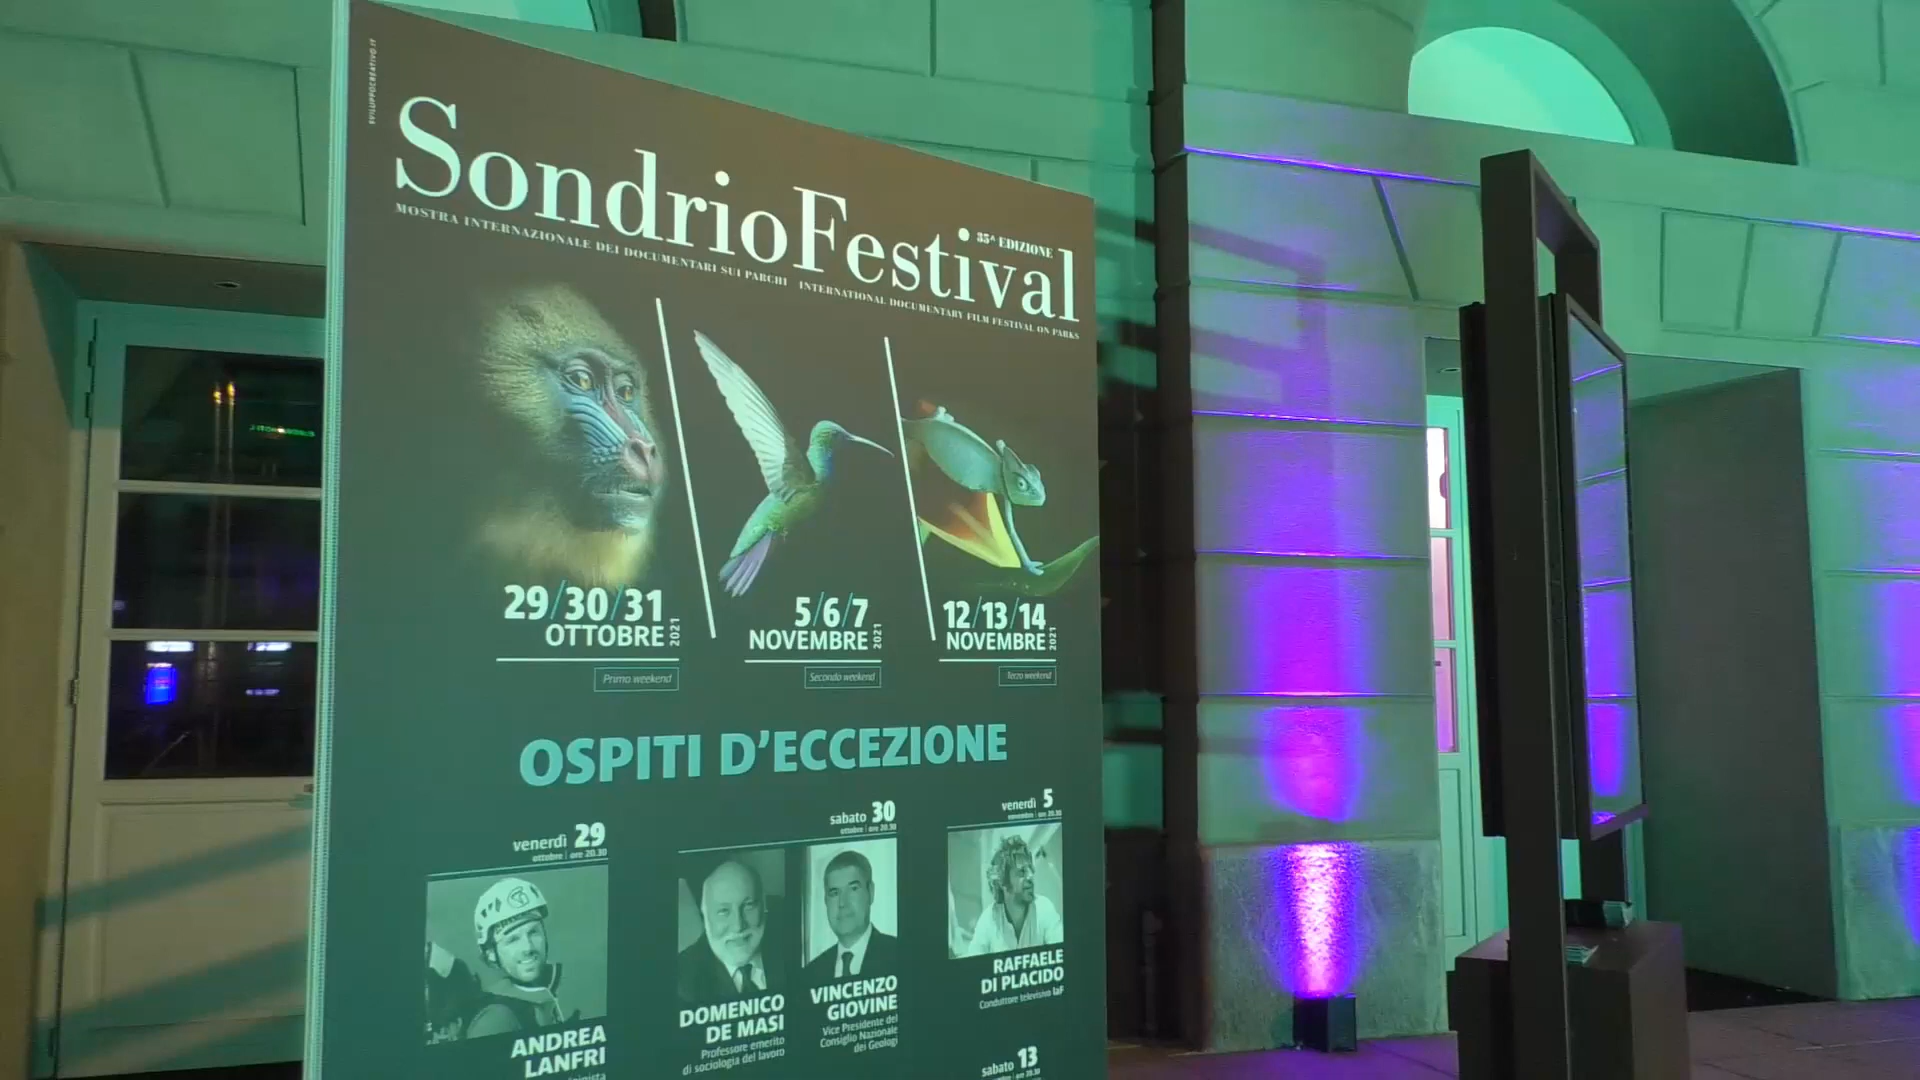 SVILUPPOCREATIVO.IT
SondrioFestival
35ª EDIZIONE
MOSTRA INTERNAZIONALE DEI DOCUMENTARI SUI PARCHI INTERNATIONAL DOCUMENTARY FILM FESTIVAL ON PARKS
29/30/31
OTTOBRE 2021
Primo weekend
5/6/7
NOVEMBRE 2021
Secondo weekend
12/13/14
NOVEMBRE 2021
Terzo weekend
OSPITI D'ECCEZIONE
venerdì 29
ottobre | ore 20.30
ANDREA
LANFRI
sabato 30
ottobre | ore 20.30
DOMENICO
DE MASI
Professore emerito
di sociologia del lavoro
VINCENZO
GIOVINE
Vice Presidente del
Consiglio Nazionale
dei Geologi
venerdì 5
novembre | ore 20.30
RAFFAELE
DI PLACIDO
Conduttore televisivo laF
sabato 13